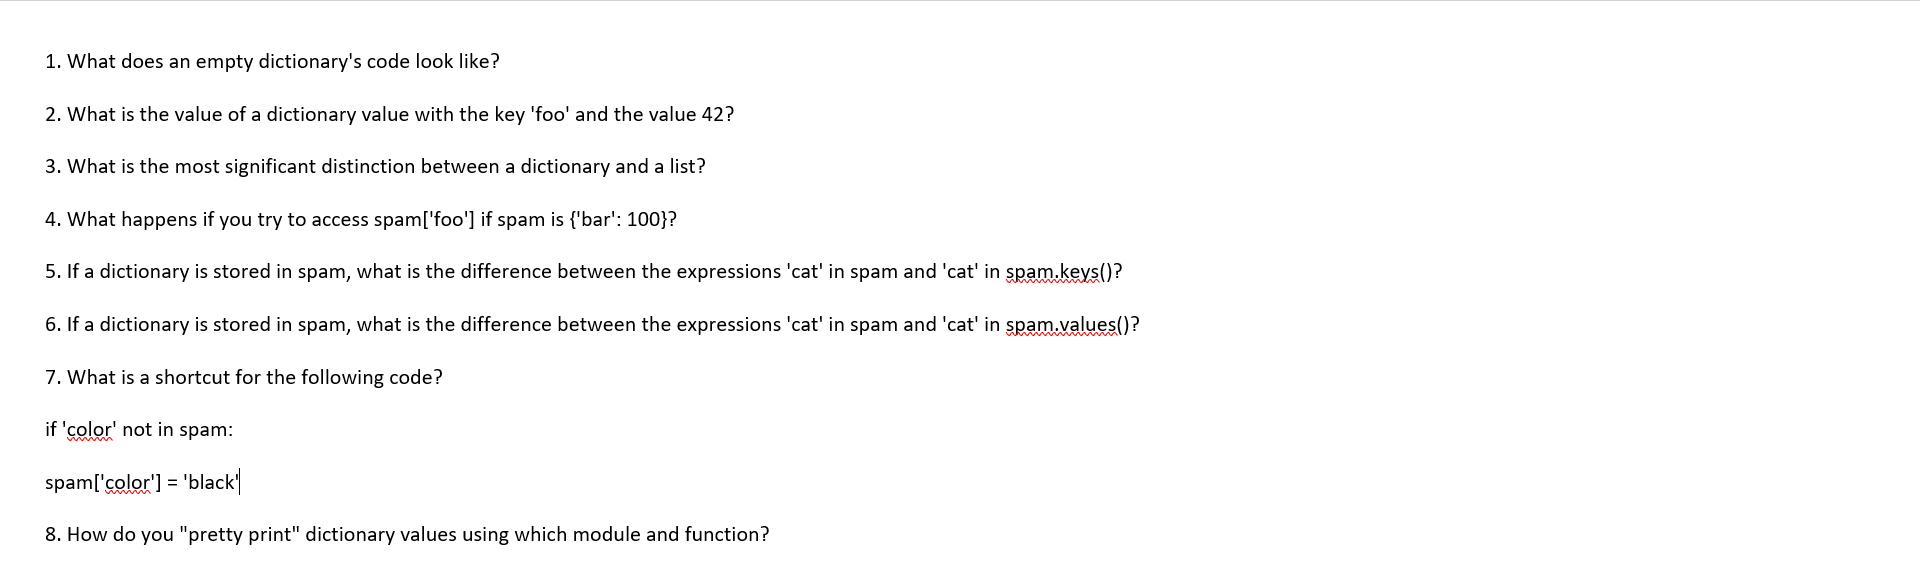 1. What does an empty dictionary's code look like?
2. What is the value of a dictionary value with the key 'foo' and the value 42?
3. What is the most significant distinction between a dictionary and a list?
4. What happens if you try to access spam['foo'] if spam is {'bar': 100}?
5. If a dictionary is stored in spam, what is the difference between the expressions 'cat' in spam and 'cat' in spam.keys()?
6. If a dictionary is stored in spam, what is the difference between the expressions 'cat' in spam and 'cat' in spam.values()?
7. What is a shortcut for the following code?
if 'color' not in spam:
spam['color'] = 'black'
8. How do you "pretty print" dictionary values using which module and function?